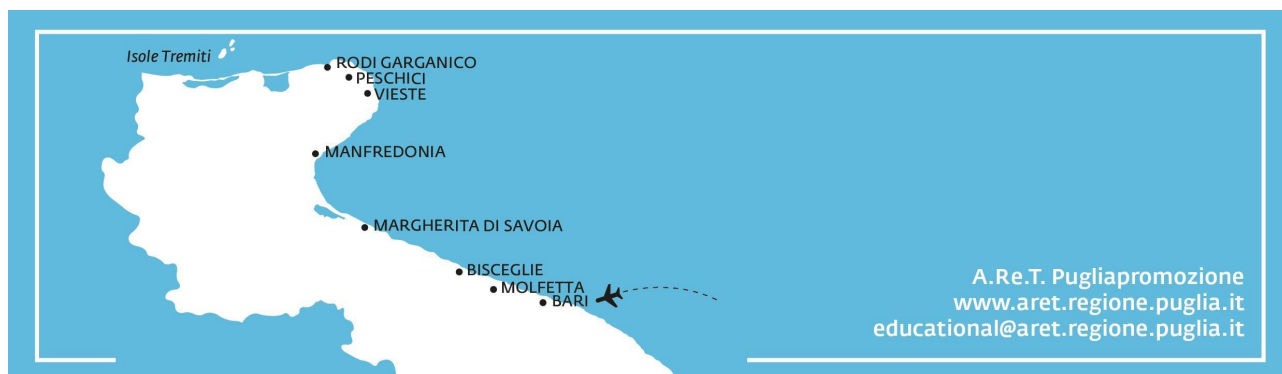 Isole Tremiti
RODI GARGANICO
PESCHICI
VIESTE
MANFREDONIA
MARGHERITA DI SAVOIA
BISCEGLIE
MOLFETTA
BARI
A.Re.T. Pugliapromozione
www.aret.regione.puglia.it
educational@aret.regione.puglia.it